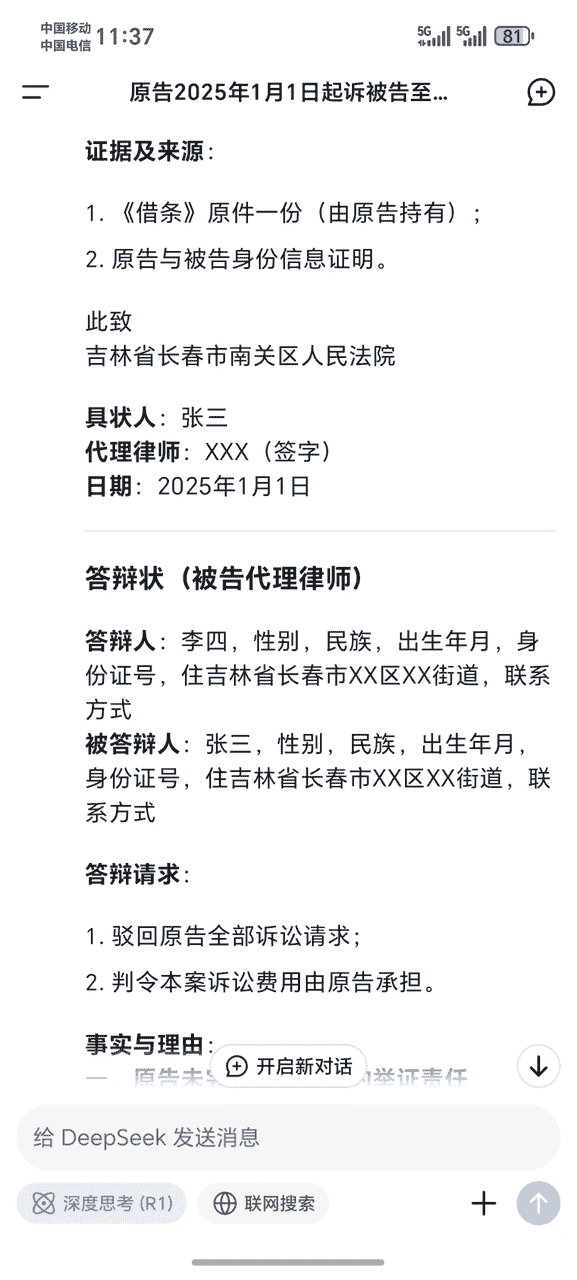 中国移动
中国电信
11:37
5G
5G
81
原告2025年1月1日起诉被告至...
证据及来源：
1. 《借条》原件一份（由原告持有）；
2. 原告与被告身份信息证明。
此致
吉林省长春市南关区人民法院
具状人：张三
代理律师：XXX（签字）
日期：2025年1月1日
答辩状（被告代理律师）
答辩人：李四，性别，民族，出生年月，身
份证号，住吉林省长春市XX区XX街道，联系
方式
被答辩人：张三，性别，民族，出生年月，
身份证号，住吉林省长春市XX区XX街道，联
系方式
答辩请求：
1. 驳回原告全部诉讼请求；
2. 判令本案诉讼费用由原告承担。
事实与理由：
开启新对话
一、原告未 的举证责任
给 DeepSeek 发送消息
深度思考 (R1)
联网搜索